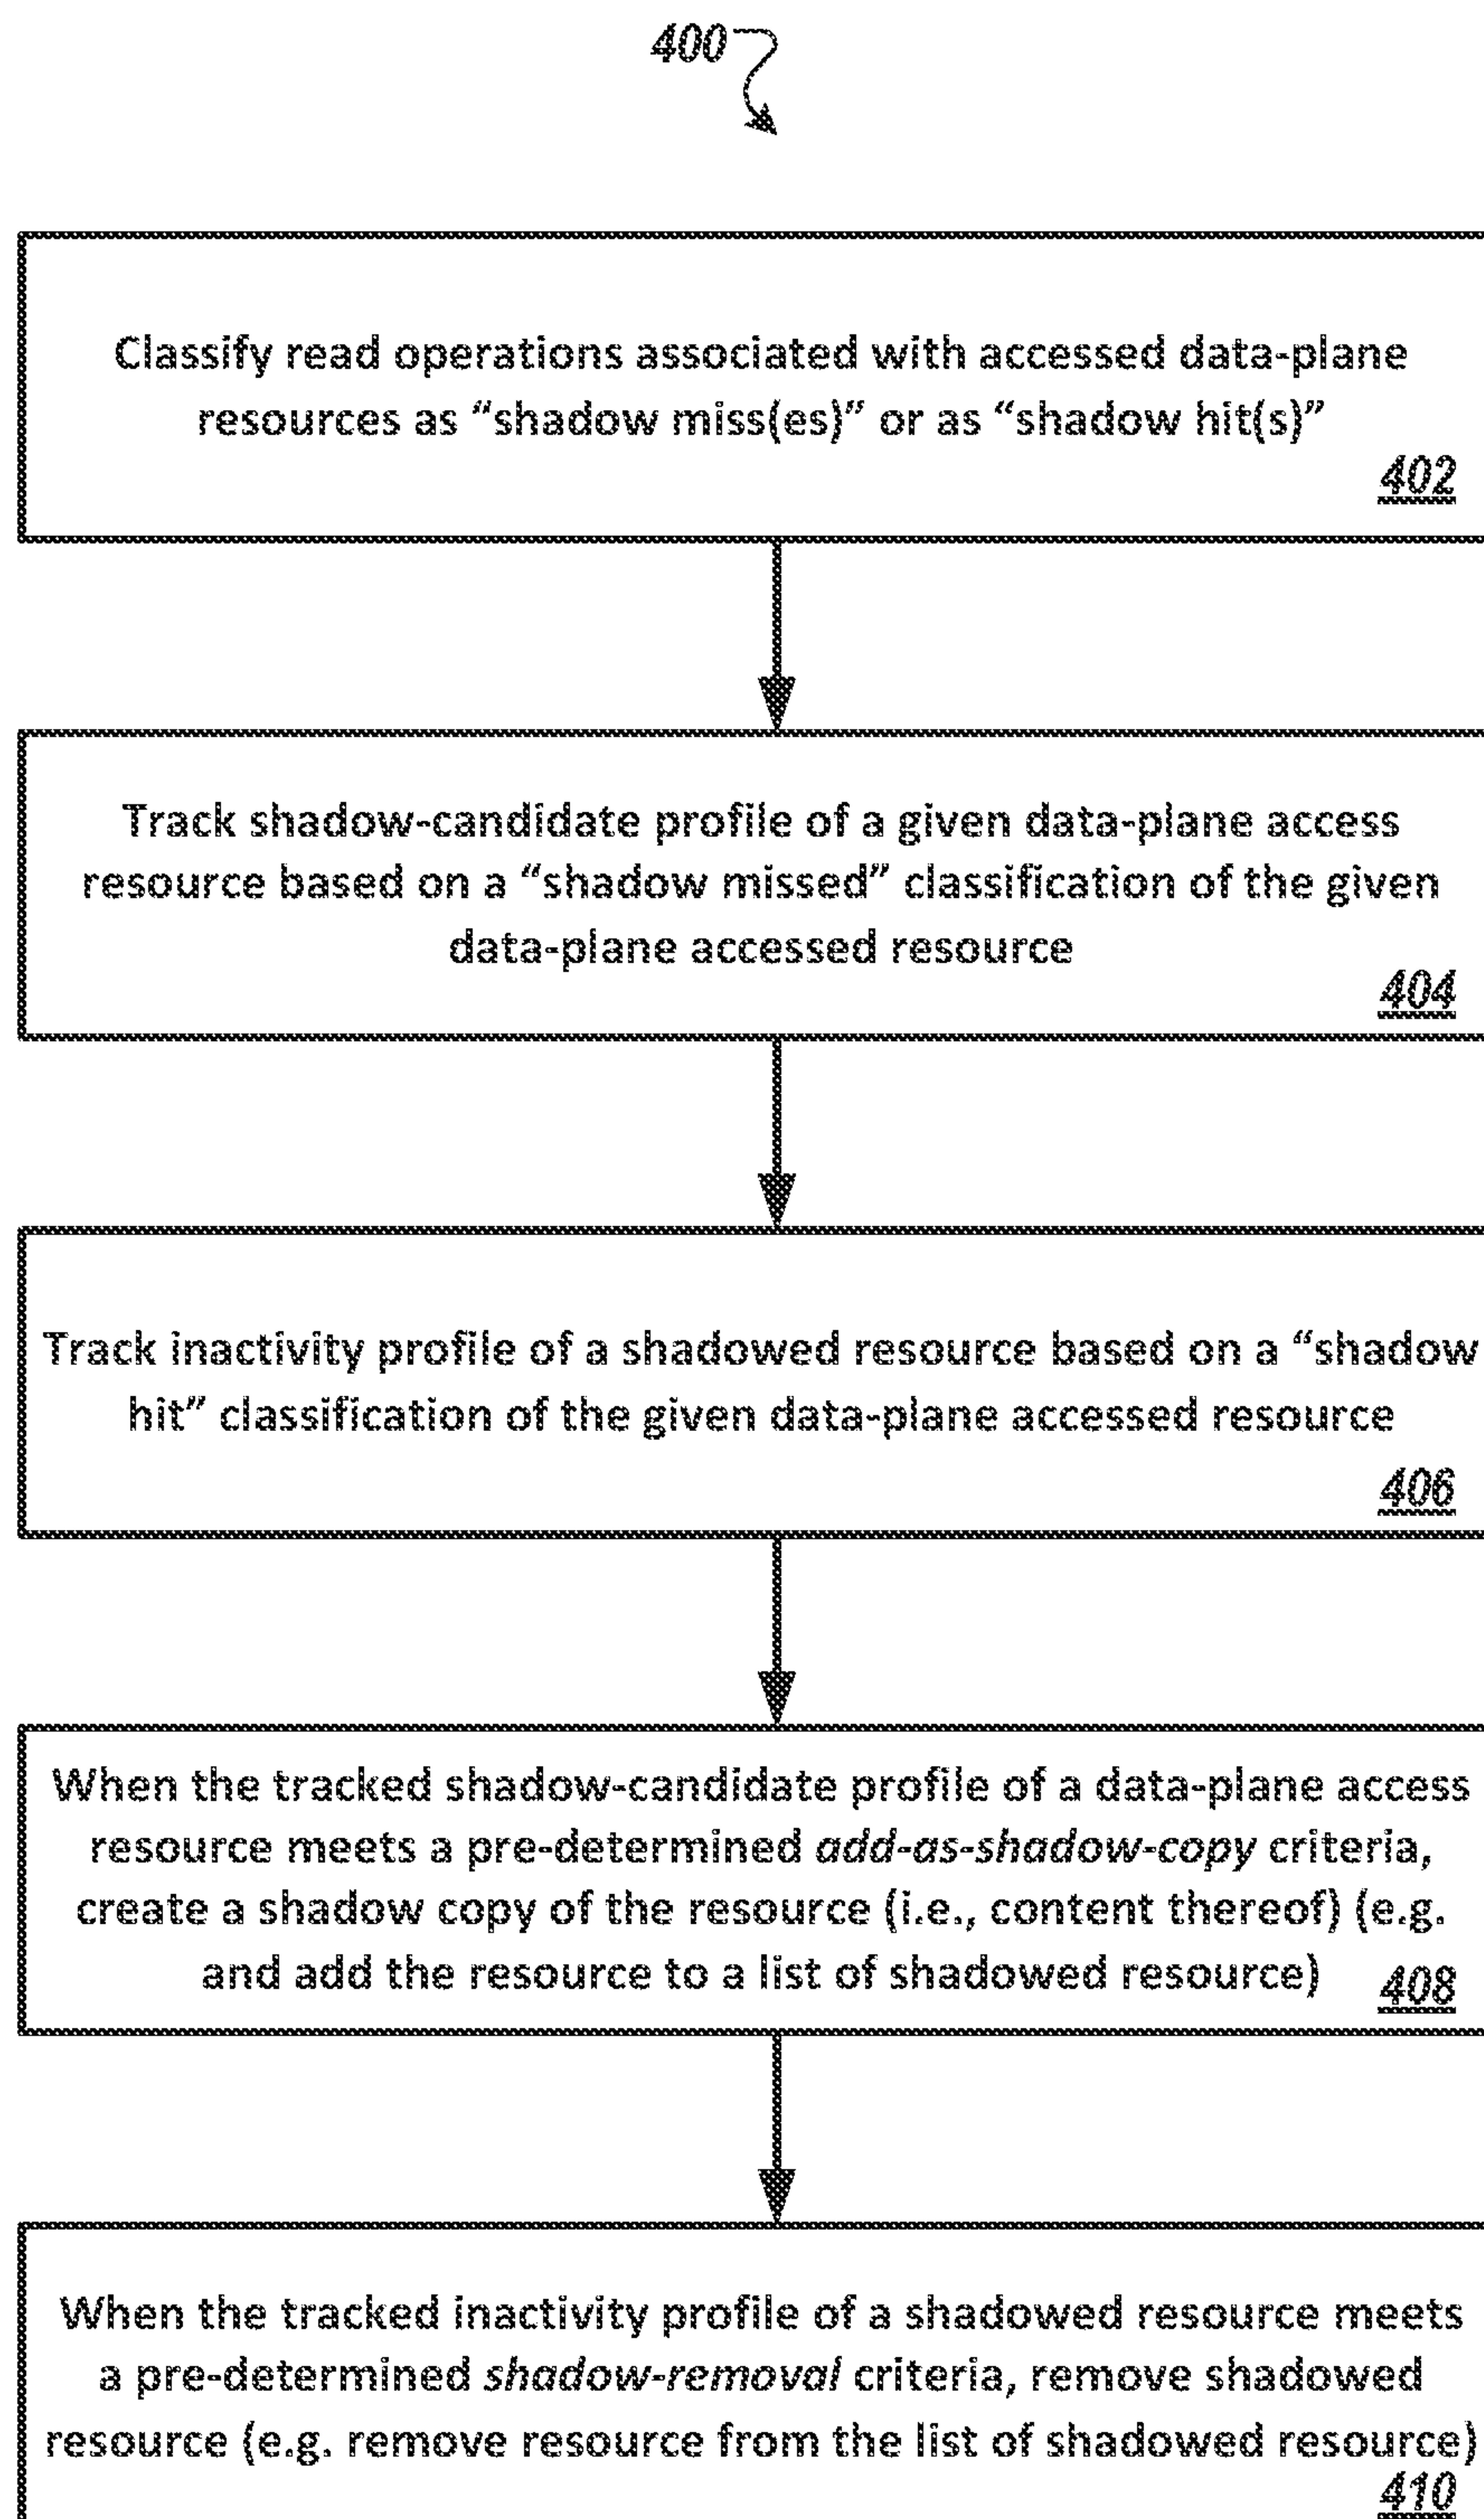 400
Classify read operations associated with accessed data-plane
resources as “shadow miss(es)” or as “shadow hit(s)”
402
Track shadow-candidate profile of a given data-plane access
resource based on a “shadow missed” classification of the given
data-plane accessed resource
404
Track inactivity profile of a shadowed resource based on a “shadow
hit” classification of the given data-plane accessed resource
406
When the tracked shadow-candidate profile of a data-plane access
resource meets a pre-determined add-as-shadow-copy criteria,
create a shadow copy of the resource (i.e., content thereof) (e.g.
and add the resource to a list of shadowed resource)
408
When the tracked inactivity profile of a shadowed resource meets
a pre-determined shadow-removal criteria, remove shadowed
resource (e.g. remove resource from the list of shadowed resource)
410